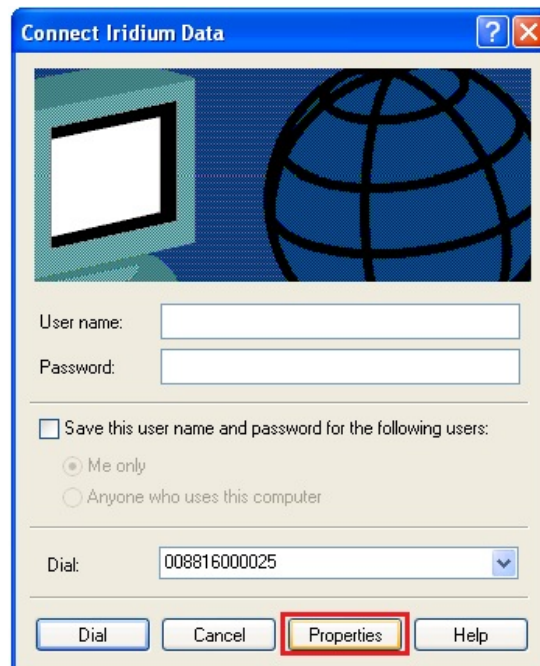 Connect Iridium Data
User name:
Password:
Save this user name and password for the following users:
Me only
Anyone who uses this computer
Dial: 008816000025
Dial Cancel Properties Help